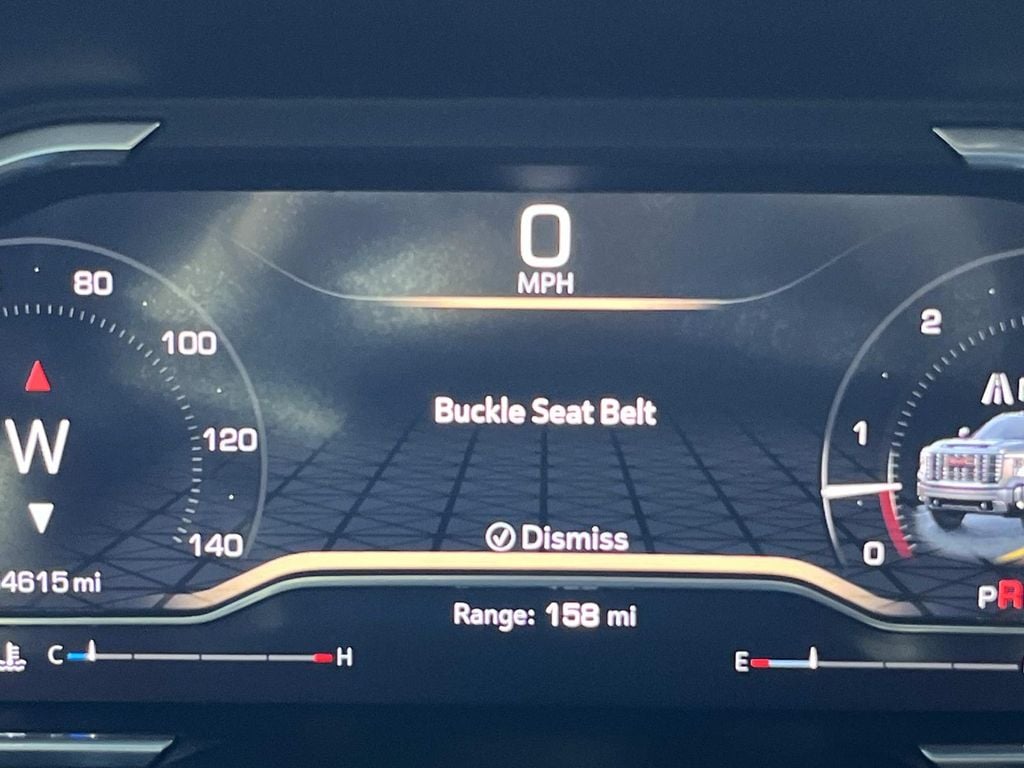 0
MPH
80
100
120
140
W
2
1
0
Buckle Seat Belt
Dismiss
4615 mi
PR
Range: 158 mi
C H
E